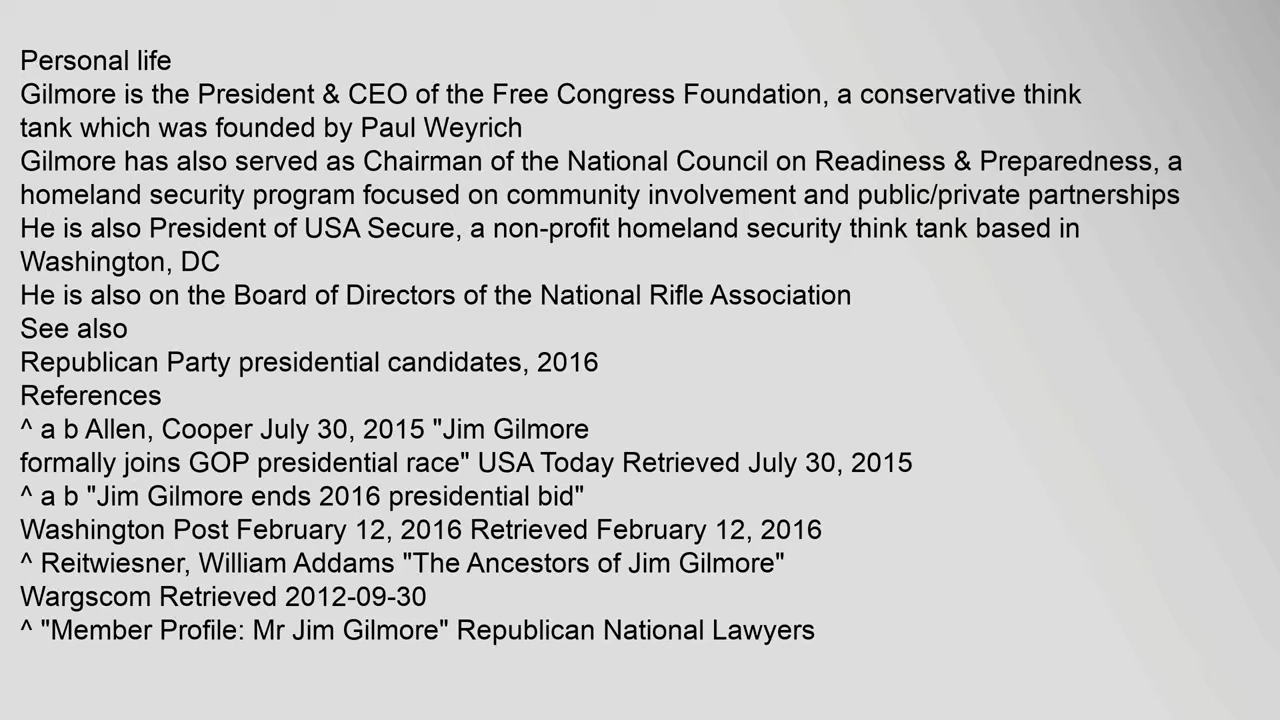 Personal life
Gilmore is the President & CEO of the Free Congress Foundation, a conservative think
tank which was founded by Paul Weyrich
Gilmore has also served as Chairman of the National Council on Readiness & Preparedness, a
homeland security program focused on community involvement and public/private partnerships
He is also President of USA Secure, a non-profit homeland security think tank based in
Washington, DC
He is also on the Board of Directors of the National Rifle Association
See also
Republican Party presidential candidates, 2016
References
^ a b Allen, Cooper July 30, 2015 "Jim Gilmore
formally joins GOP presidential race" USA Today Retrieved July 30, 2015
^ a b "Jim Gilmore ends 2016 presidential bid"
Washington Post February 12, 2016 Retrieved February 12, 2016
^ Reitwiesner, William Addams "The Ancestors of Jim Gilmore"
Wargscom Retrieved 2012-09-30
^ "Member Profile: Mr Jim Gilmore" Republican National Lawyers